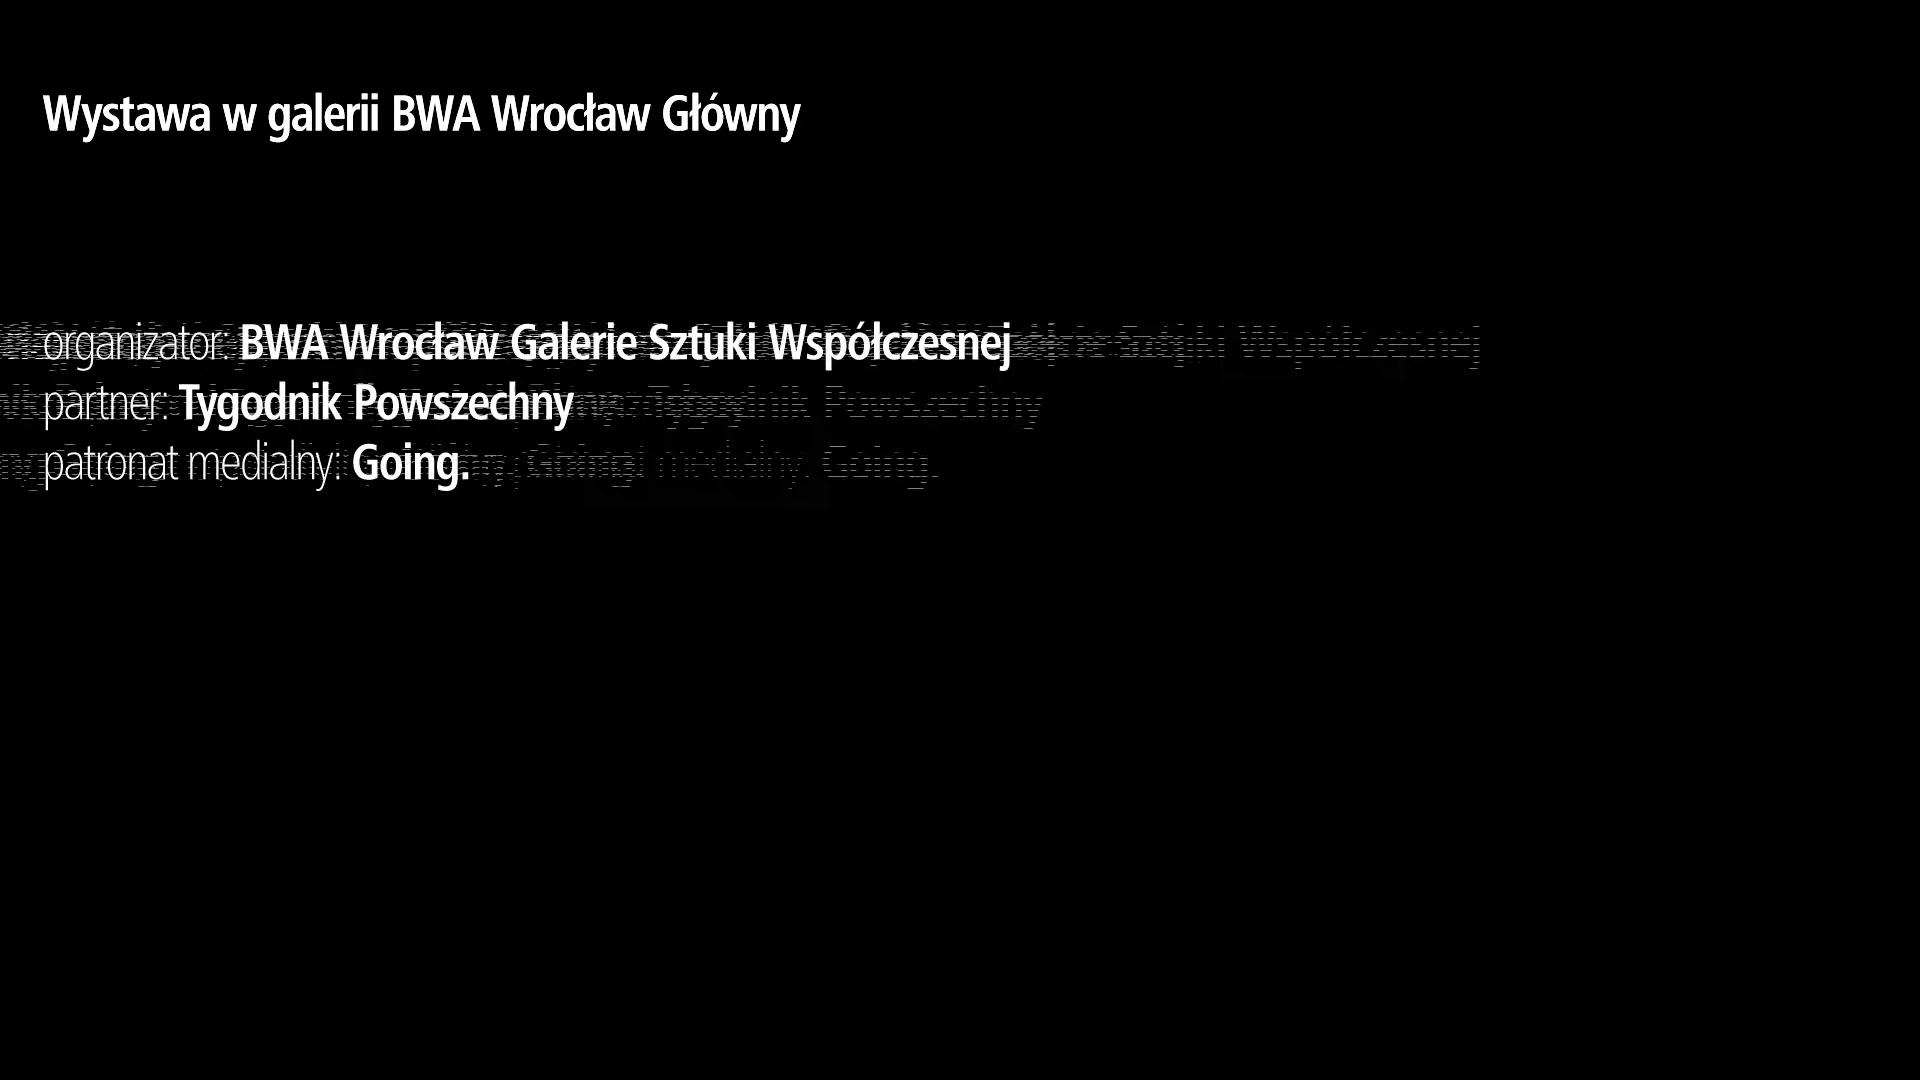 Wystawa w galerii BWA Wrocław Główny
organizator: BWA Wrocław Galerie Sztuki Współczesnej
partner: Tygodnik Powszechny
patronat medialny: Going.